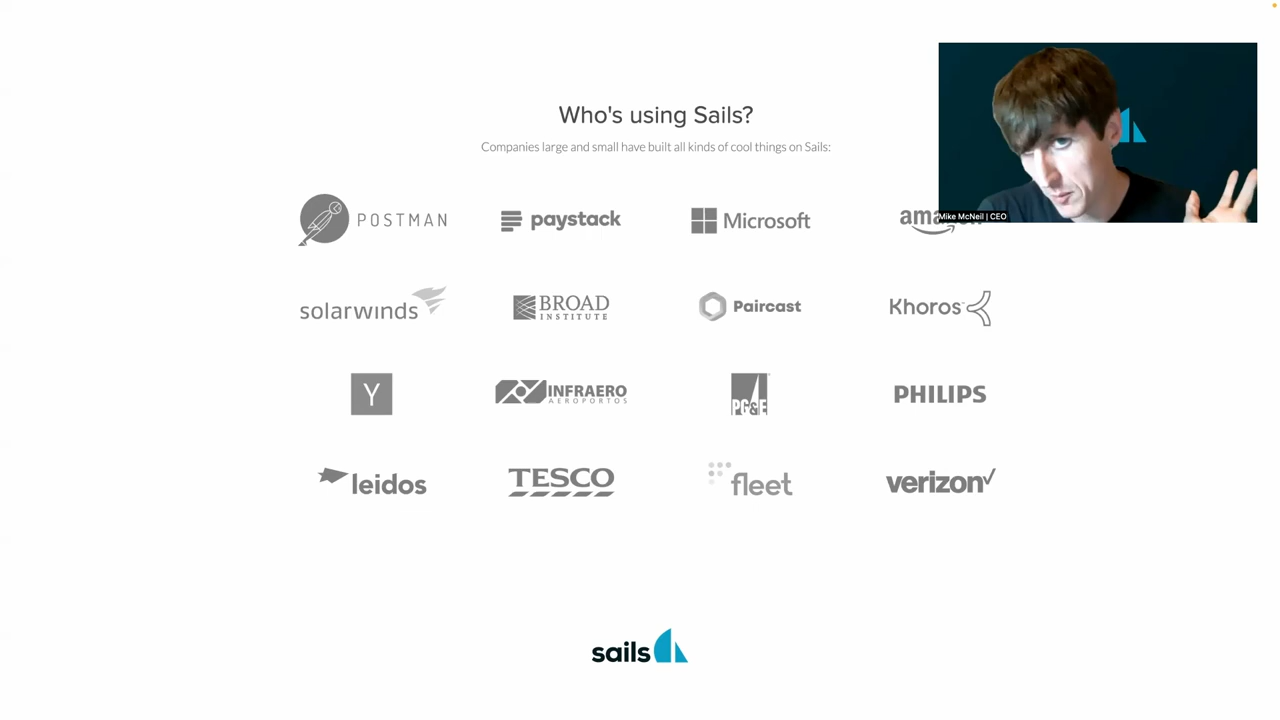 Who's using Sails?
Companies large and small have built all kinds of cool things on Sails:
POSTMAN
paystack
Microsoft
Mike McNeil | CEO
solarwinds
BROAD
INSTITUTE
Paircast
Khoros
Y
INFRAERO
AEROPORTOS
PG&E
PHILIPS
leidos
TESCO
fleet
verizon
sails